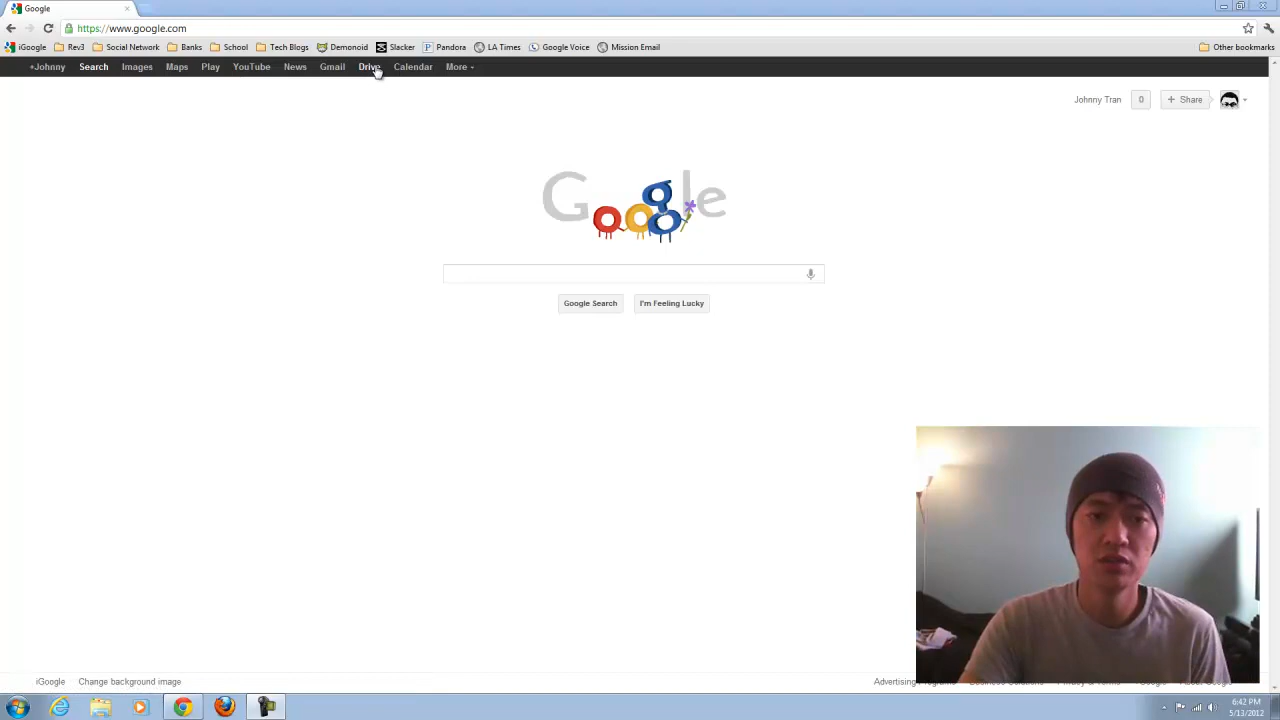 Google
https://www.google.com
iGoogle Rev3 Social Network Banks School Tech Blogs Demonoid Slacker Pandora LA Times Google Voice Mission Email Other bookmarks
+Johnny Search Images Maps Play YouTube News Gmail Drive Calendar More
Johnny Tran 0 + Share
Google
Google Search I'm Feeling Lucky
iGoogle Change background image Advertising Programs Business Solutions Privacy & Terms +Google About Google
6:42 PM
5/13/2012